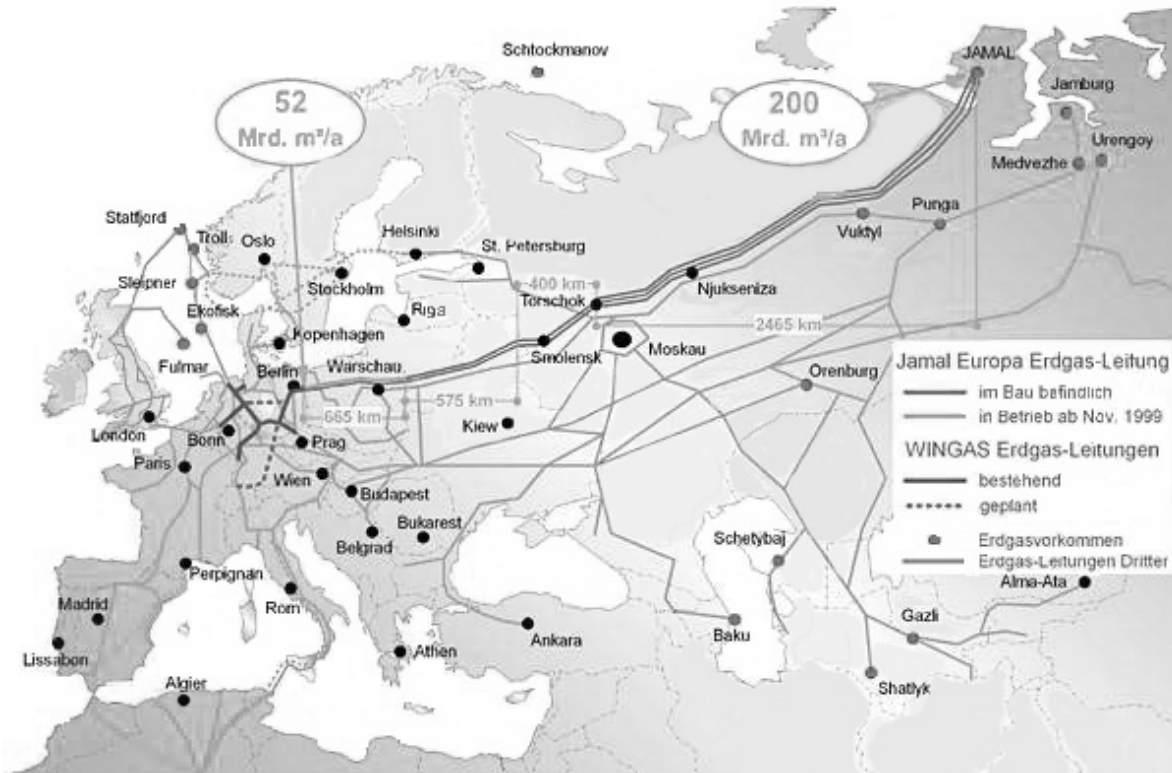 Schtockmanov
JAMAL
52
Mrd. m³/a
200
Mrd. m³/a
Jamburg
Urengoy
Medvezhe
Punga
Vuktyl
Statfjord
Troll
Oslo
Helsinki
St. Petersburg
Sleipner
Stockholm
400 km
Torschok
Njukseniza
Ekofisk
Riga
2465 km
Kopenhagen
Smolensk
Moskau
Fulmar
Berlin
Warschau
Jamal Europa Erdgas-Leitung
im Bau befindlich
in Betrieb ab Nov. 1999
WINGAS Erdgas-Leitungen
bestehend
geplant
Erdgasvorkommen
Erdgas-Leitungen Dritter
Orenburg
575 km
665 km
London
Bonn
Prag
Kiew
Paris
Wien
Budapest
Bukarest
Belgrad
Schetybaj
Perpignan
Rom
Alma-Ata
Madrid
Gazli
Lissabon
Athen
Ankara
Baku
Algier
Shatlyk